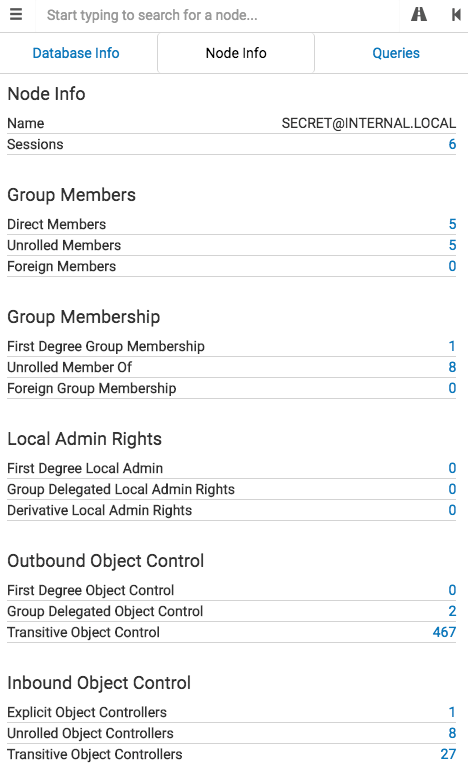 Start typing to search for a node...
Database Info Node Info Queries
Node Info
Name SECRET@INTERNAL.LOCAL
Sessions 6
Group Members
Direct Members 5
Unrolled Members 5
Foreign Members 0
Group Membership
First Degree Group Membership 1
Unrolled Member Of 8
Foreign Group Membership 0
Local Admin Rights
First Degree Local Admin 0
Group Delegated Local Admin Rights 0
Derivative Local Admin Rights 0
Outbound Object Control
First Degree Object Control 0
Group Delegated Object Control 2
Transitive Object Control 467
Inbound Object Control
Explicit Object Controllers 1
Unrolled Object Controllers 8
Transitive Object Controllers 27